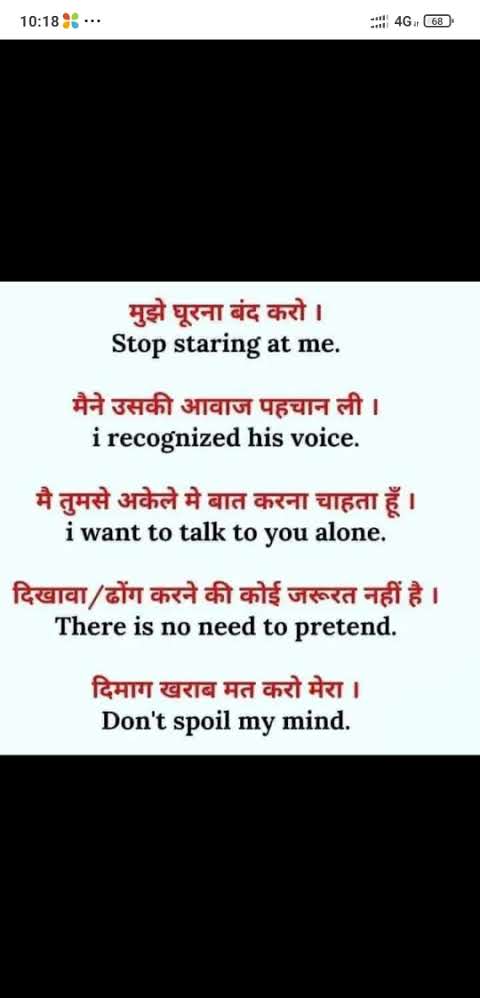 10:18 ... 4G 68
मुझे घूरना बंद करो ।
Stop staring at me.
मैने उसकी आवाज पहचान ली ।
i recognized his voice.
मै तुमसे अकेले मे बात करना चाहता हूँ ।
i want to talk to you alone.
दिखावा/ढोंग करने की कोई जरूरत नहीं है ।
There is no need to pretend.
दिमाग खराब मत करो मेरा ।
Don't spoil my mind.